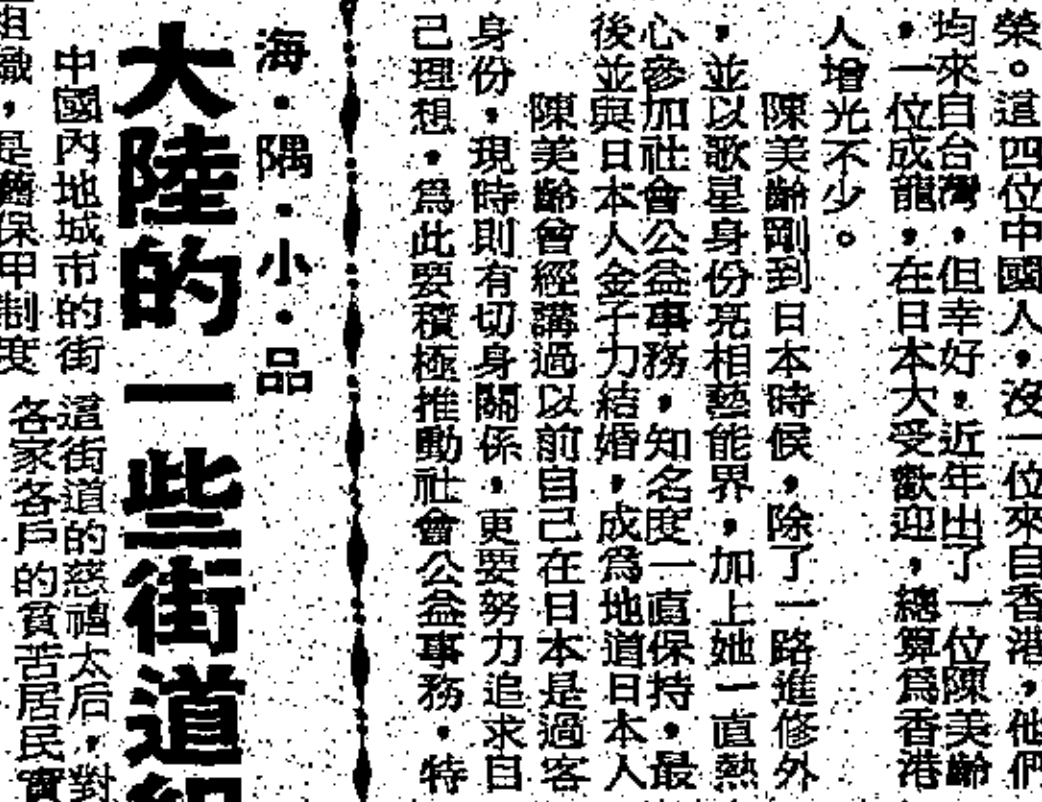 榮。這四位中國人，沒一位來自香港，他們
均來自台灣，但幸好，近年出了一位陳美齡
，一位成龍，在日本大受歡迎，總算爲香港
人增光不少。
陳美齡剛到日本時候，除了一路進修外
，並以歌星身份亮相藝能界，加上她一直熱
心參加社會公益事務，知名度一直保持，最
後並與日本人金子力結婚，成爲地道日本人
陳美齡曾經講過以前自己在日本是過客
身份，現時則有切身關係，更要努力追求自
己理想，爲此要積極推動社會公益事務，特
海·隅·小·品
大陸的一些街道組
中國內地城市的街
組織，是舊保甲制度
這街道的慈禧太后，對
各家各戶的貧苦居民實